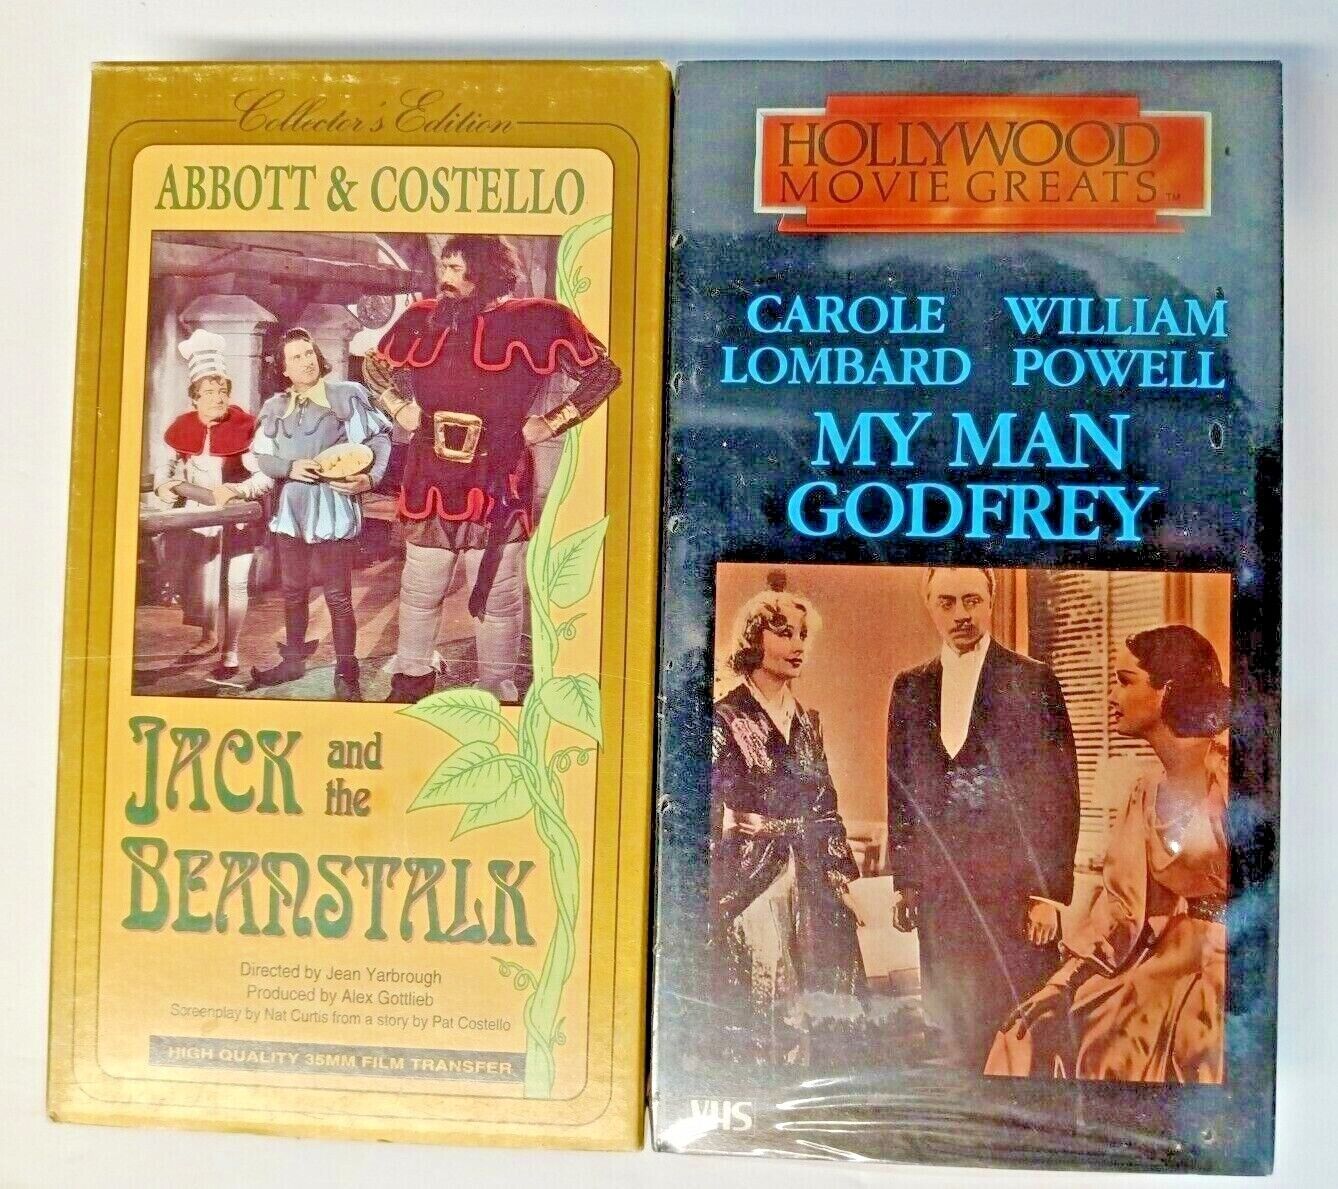 Collector's Edition
ABBOTT & COSTELLO
JACK and the
BEANSTALK
Directed by Jean Yarbrough
Produced by Alex Gottlieb
Screenplay by Nat Curtis from a story by Pat Costello
HIGH QUALITY 35MM FILM TRANSFER
HOLLYWOOD
MOVIE GREATS™
CAROLE WILLIAM
LOMBARD POWELL
MY MAN
GODFREY
VHS